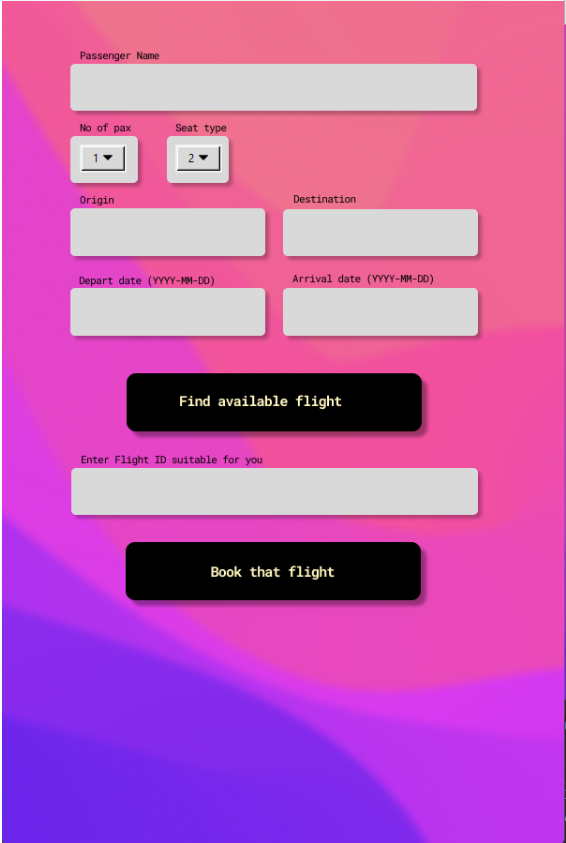 Passenger Name
No of pax Seat type
1 2
Origin Destination
Depart date (YYYY-MM-DD) Arrival date (YYYY-MM-DD)
Find available flight
Enter Flight ID suitable for you
Book that flight